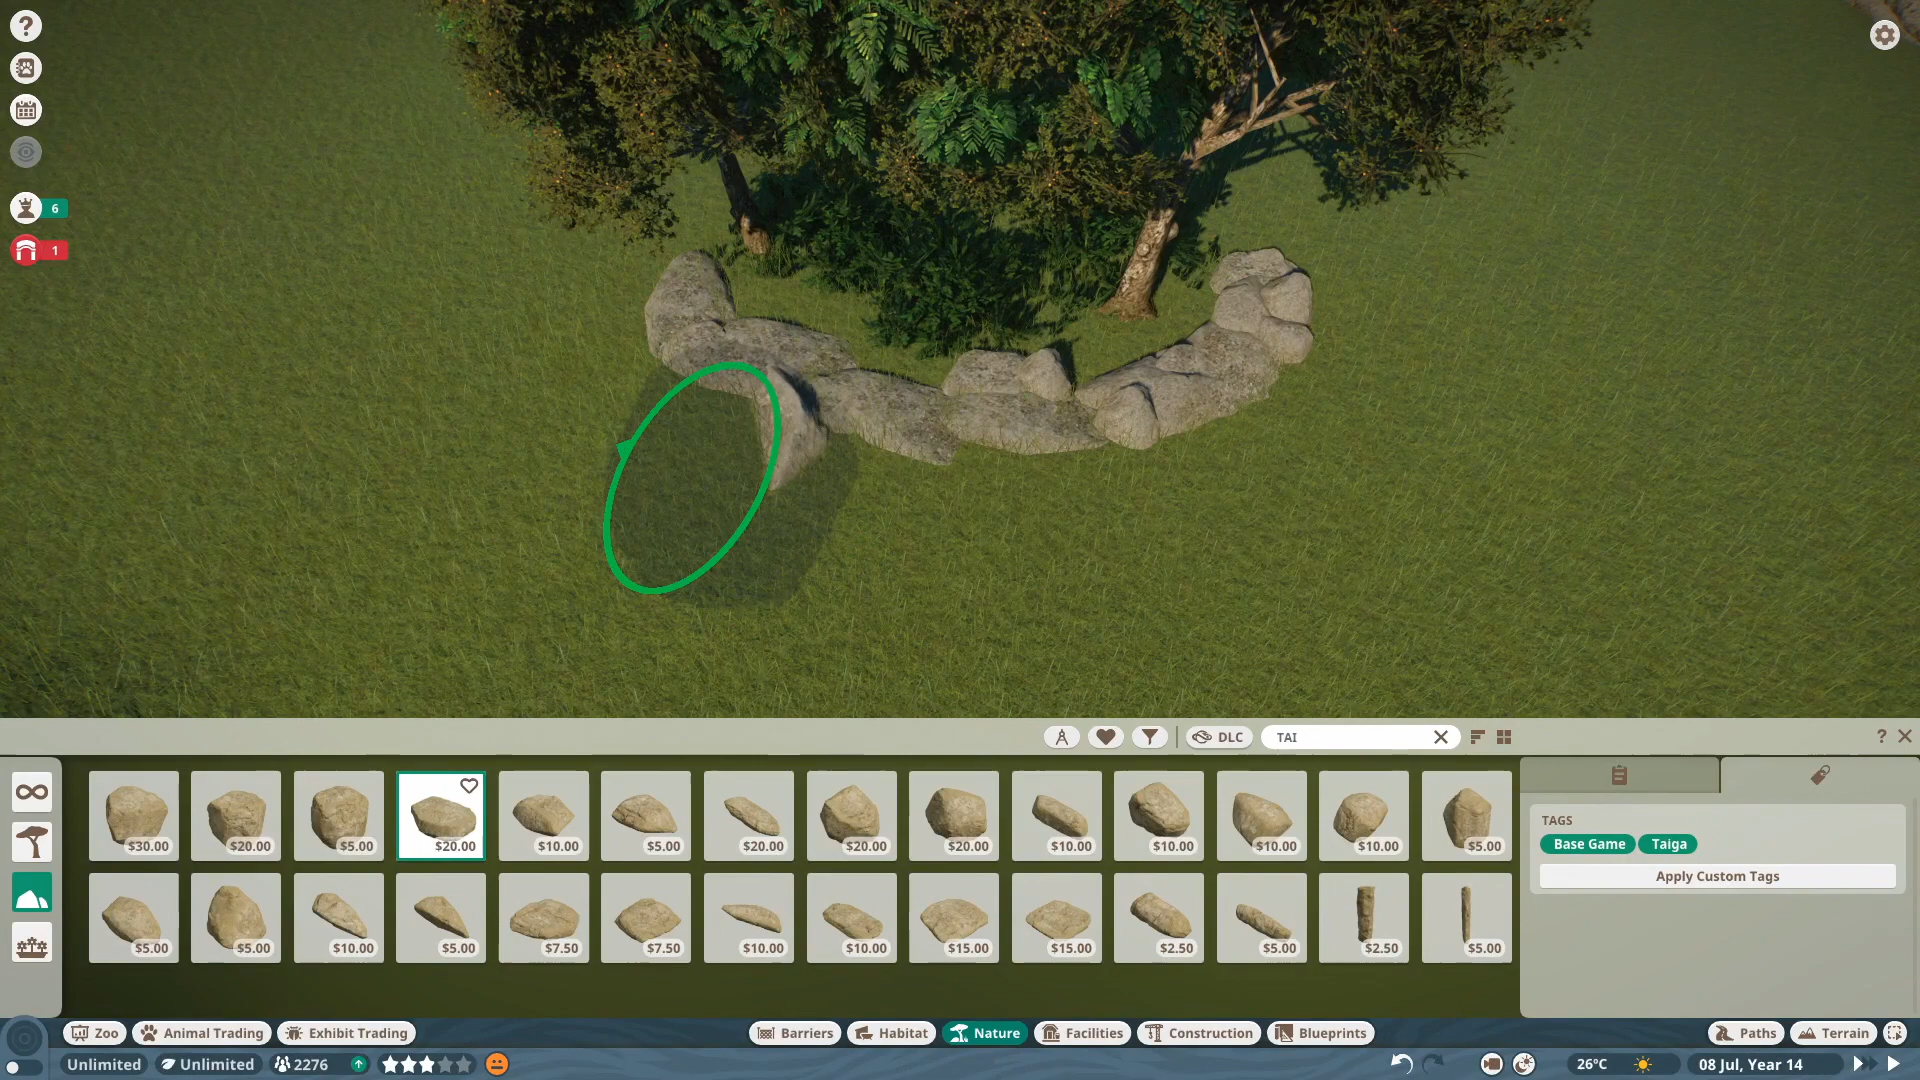 ?
6
1
DLC
TAI
?
$30.00 $20.00 $5.00 $20.00 $10.00 $5.00 $20.00 $20.00 $20.00 $10.00 $10.00 $10.00 $10.00 $5.00
$5.00 $5.00 $10.00 $5.00 $7.50 $7.50 $10.00 $10.00 $15.00 $15.00 $2.50 $5.00 $2.50 $5.00
TAGS
Base Game Taiga
Apply Custom Tags
Zoo Animal Trading Exhibit Trading Barriers Habitat Nature Facilities Construction Blueprints Paths Terrain
Unlimited Unlimited 2276 26°C 08 Jul, Year 14